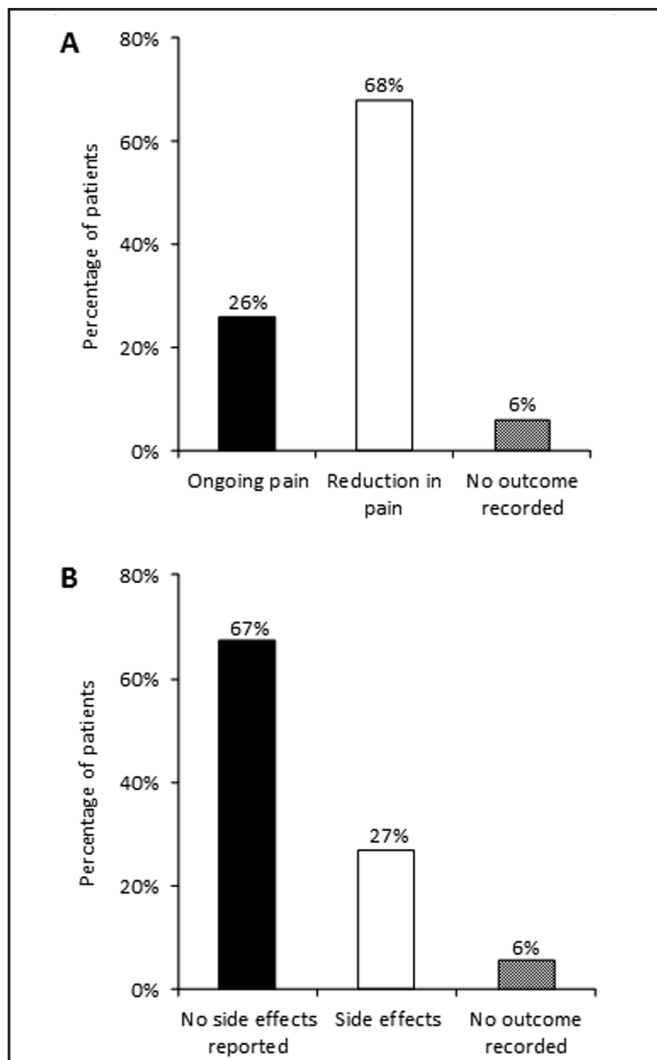 A
80%
68%
60%
Percentage of patients
40%
26%
20%
6%
0%
Ongoing pain
Reduction in
pain
No outcome
recorded
B
80%
67%
60%
Percentage of patients
40%
27%
20%
6%
0%
No side effects
reported
Side effects
No outcome
recorded